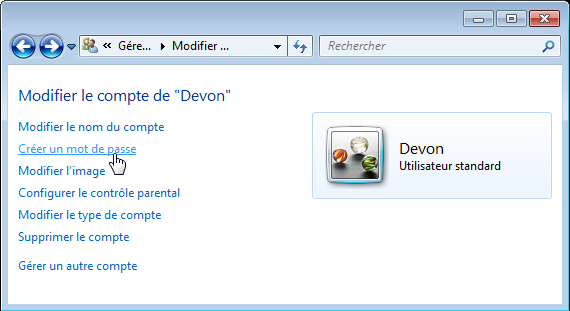 « Gére... Modifier ... Rechercher
Modifier le compte de "Devon"
Modifier le nom du compte
Créer un mot de passe
Modifier l'image
Configurer le contrôle parental
Modifier le type de compte
Supprimer le compte
Gérer un autre compte
Devon
Utilisateur standard